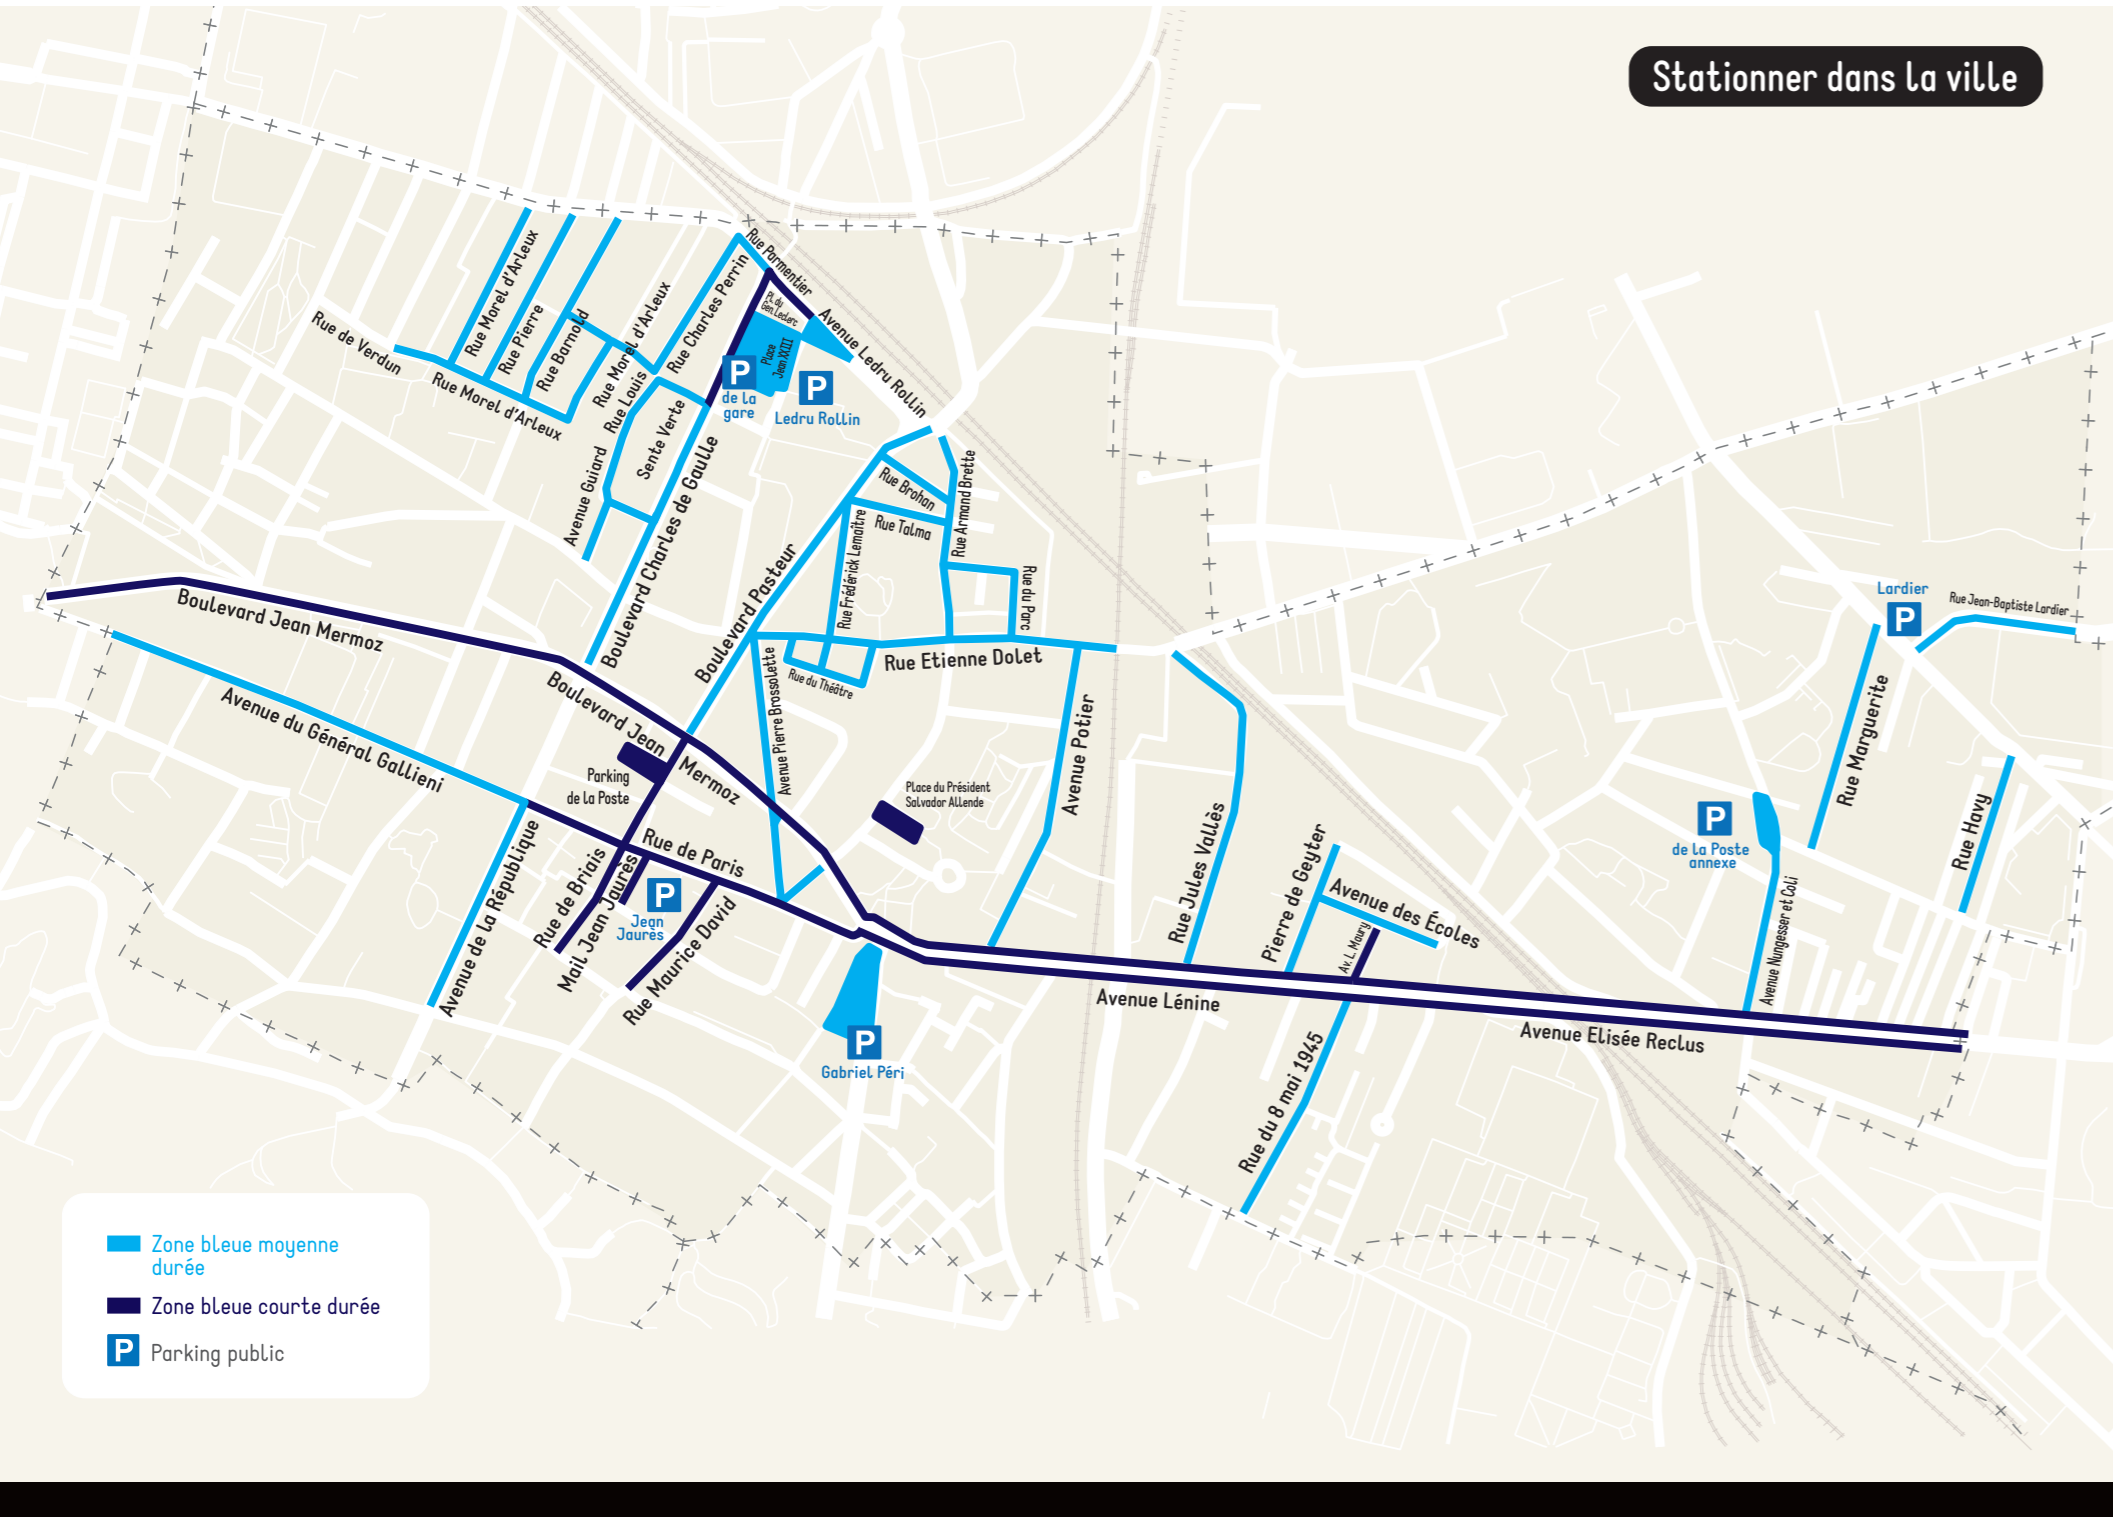 Stationner dans la ville
Rue Morel d'Arleux
Rue Pierre
Rue Barnold
Rue Morel d'Arleux
Rue Charles Perrin
Rue Parmentier
Pl. du
Gén. Leclerc
Place
Jean XXIII
Avenue Ledru Rollin
Rue de Verdun
Rue Morel d'Arleux
Rue Louis
Sente Verte
Avenue Guiard
P
de la
gare
P
Ledru Rollin
Boulevard Charles de Gaulle
Rue Brohan
Rue Talma
Rue Armand Brette
Rue Frédérick Lemaître
Rue du Parc
Boulevard Pasteur
Boulevard Jean Mermoz
Rue Etienne Dolet
Rue du Théâtre
Avenue Pierre Brossolette
Avenue Potier
Lardier
P
Rue Jean-Baptiste Lardier
Avenue du Général Gallieni
Boulevard Jean
Mermoz
Parking
de la Poste
Place du Président
Salvador Allende
Rue Marguerite
Rue Havy
P
de la Poste
annexe
Avenue Nungesser et Coli
Rue Jules Vallès
Pierre de Geyter
Avenue des Écoles
Av. L. Maury
Rue de Paris
Avenue de la République
Rue de Briais
Mail Jean Jaurès
P
Jean
Jaurès
Rue Maurice David
P
Gabriel Péri
Avenue Lénine
Avenue Elisée Reclus
Rue du 8 mai 1945
Zone bleue moyenne
durée
Zone bleue courte durée
P Parking public